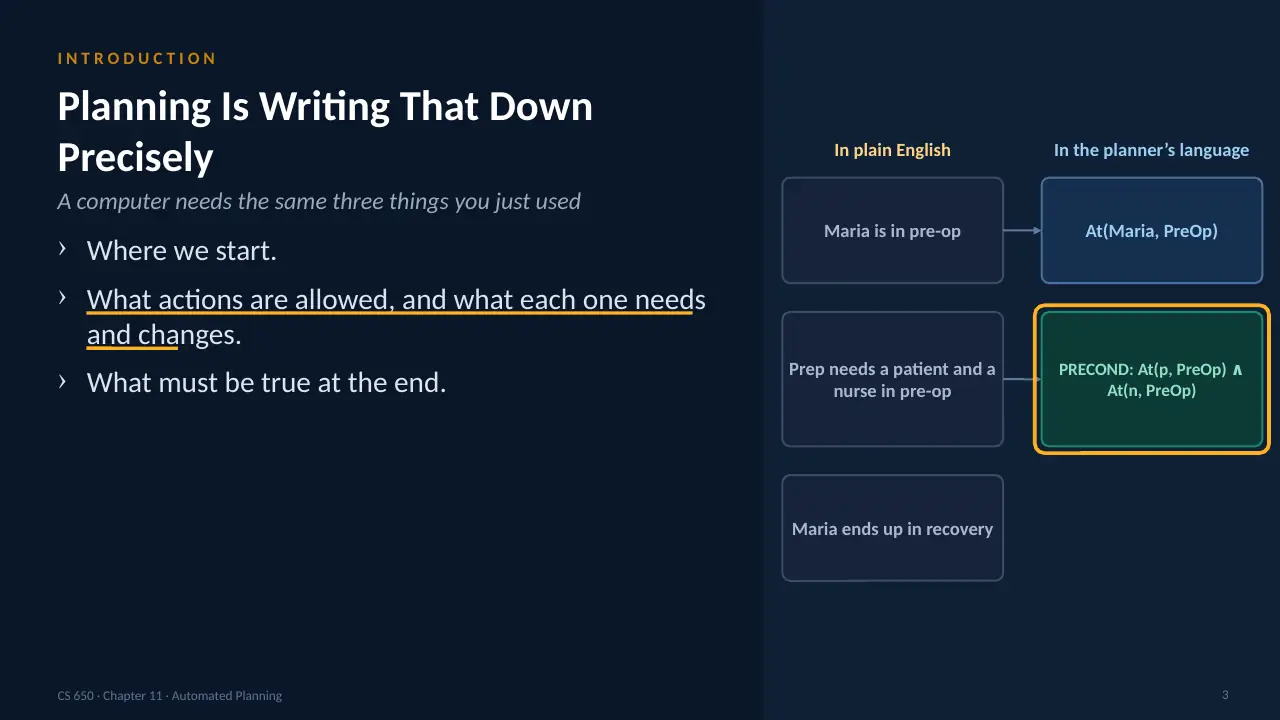 INTRODUCTION
Planning Is Writing That Down
Precisely
A computer needs the same three things you just used
› Where we start.
› What actions are allowed, and what each one needs
and changes.
› What must be true at the end.
In plain English
In the planner’s language
Maria is in pre-op
At(Maria, PreOp)
Prep needs a patient and a
nurse in pre-op
PRECOND: At(p, PreOp) ∧
At(n, PreOp)
Maria ends up in recovery
CS 650 · Chapter 11 · Automated Planning
3